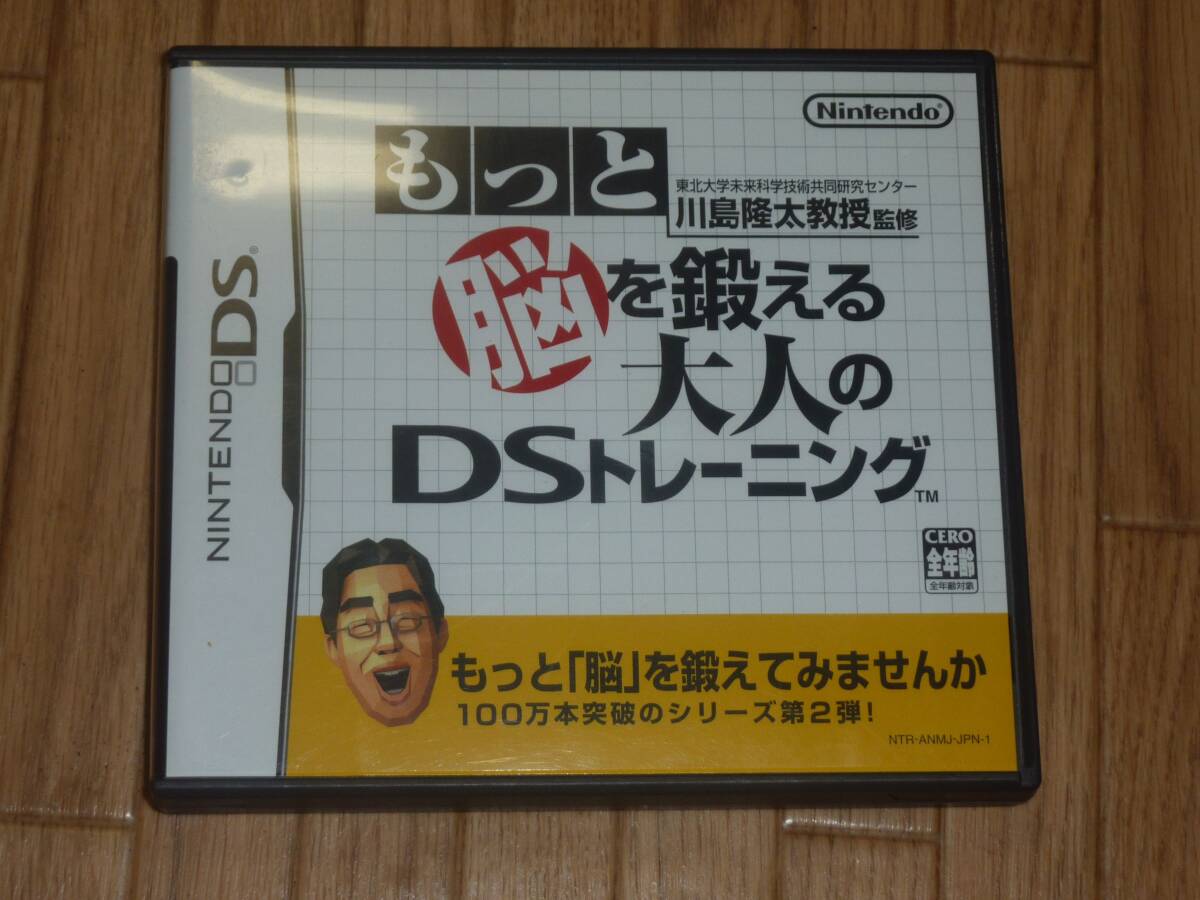 Nintendo®
もっと
東北大学未来科学技術共同研究センター
川島隆太教授監修
脳を鍛える
大人の
DSトレーニング™
NINTENDO DS®
CERO
全年齢
全年齢対象
もっと「脳」を鍛えてみませんか
100万本突破のシリーズ第2弾!
NTR-ANMJ-JPN-1